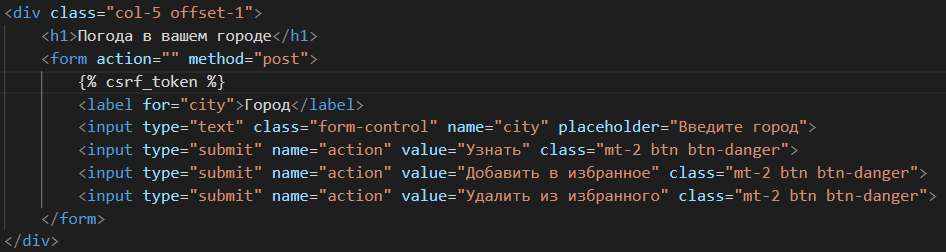 <div class="col-5 offset-1">
    <h1>Погода в вашем городе</h1>
    <form action="" method="post">
        {% csrf_token %}
        <label for="city">Город</label>
        <input type="text" class="form-control" name="city" placeholder="Введите город">
        <input type="submit" name="action" value="Узнать" class="mt-2 btn btn-danger">
        <input type="submit" name="action" value="Добавить в избранное" class="mt-2 btn btn-danger">
        <input type="submit" name="action" value="Удалить из избранного" class="mt-2 btn btn-danger">
    </form>
</div>